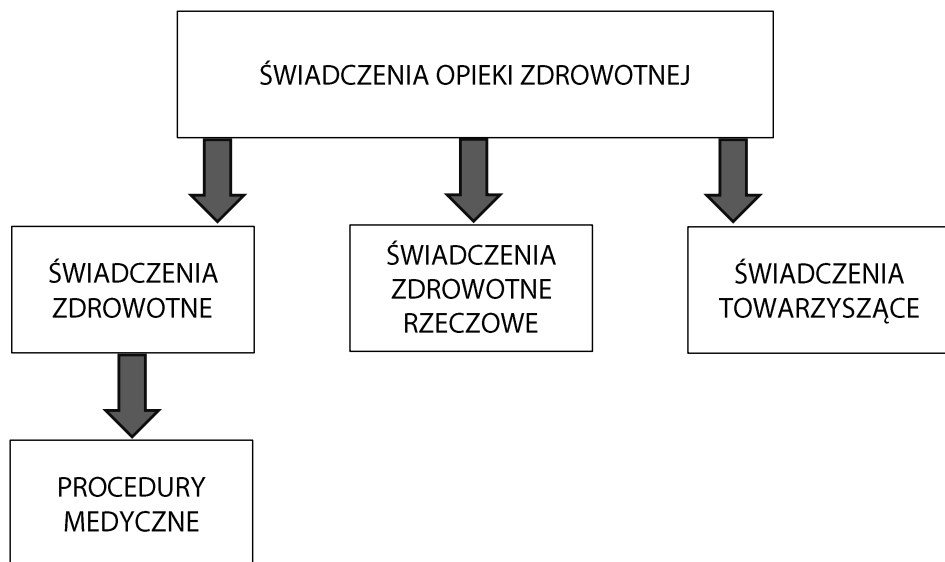 ŚWIADCZENIA OPIEKI ZDROWOTNEJ
ŚWIADCZENIA
ZDROWOTNE
ŚWIADCZENIA
ZDROWOTNE
RZECZOWE
ŚWIADCZENIA
TOWARZYSZĄCE
PROCEDURY
MEDYCZNE